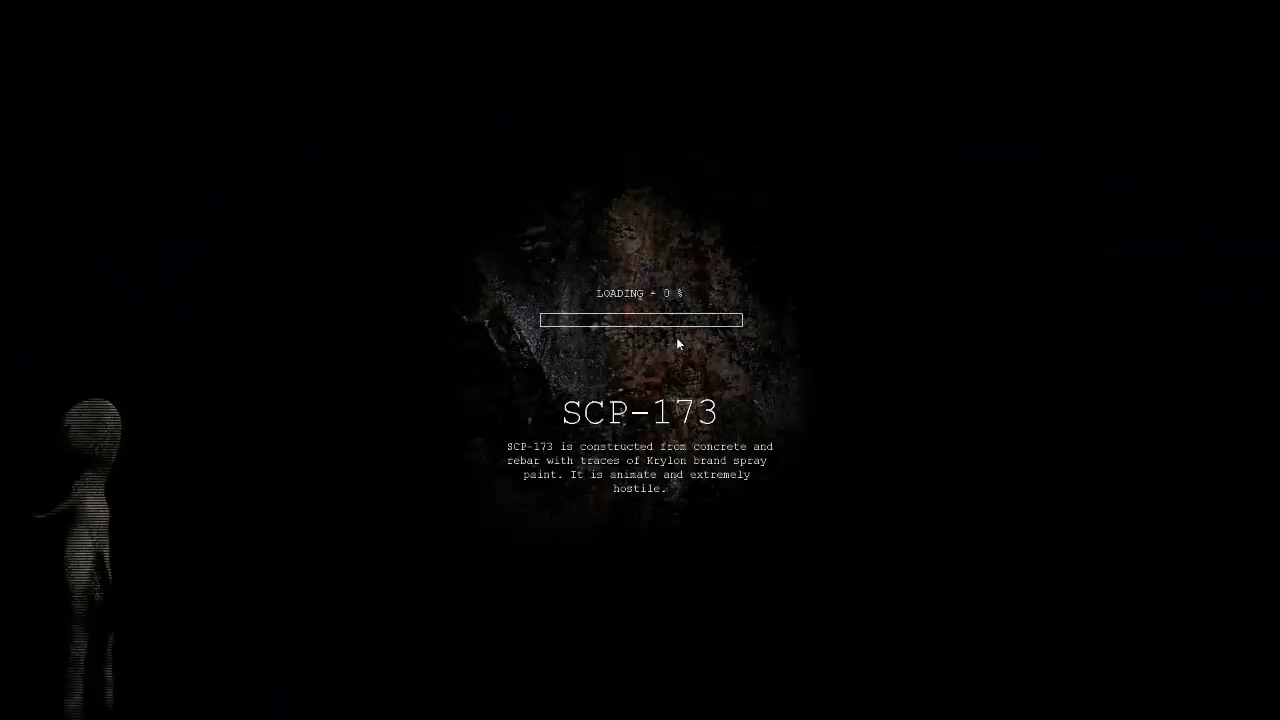 LOADING - 0 %
SCP-173
SCP-173 is constructed from concrete and
rebar with traces of Krylon brand spray
paint. It is animate and extremely
hostile.